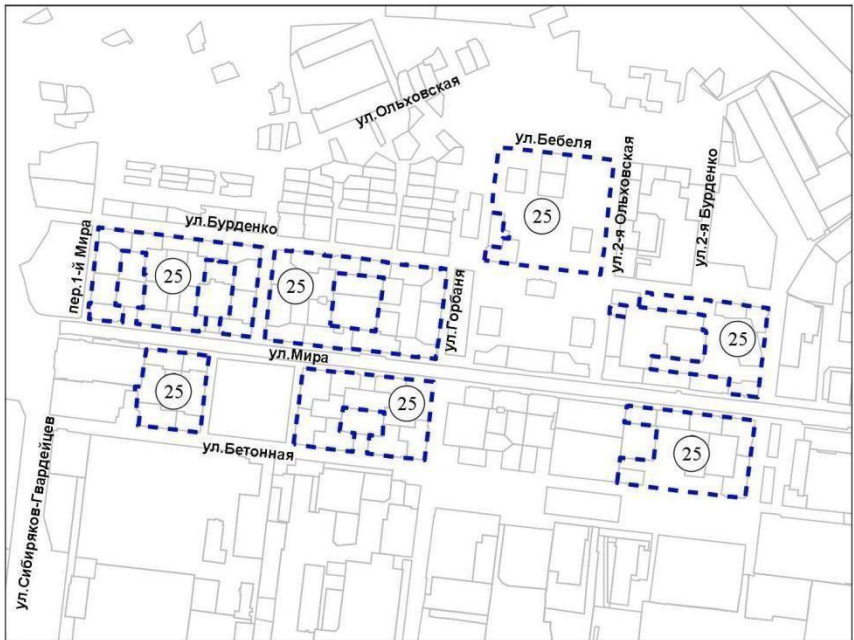 ул.Ольховская
ул.Бебеля
ул.2-я Ольховская
ул.2-я Бурденко
25
ул.Бурденко
пер.1-й Мира
25
25
ул.Горбаня
25
ул.Мира
25
25
25
ул.Бетонная
ул.Сибиряков-Гвардейцев